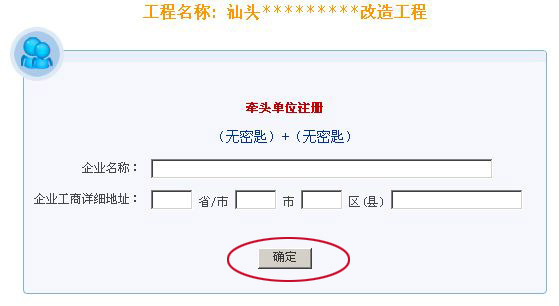 工程名称：汕头*********改造工程
牵头单位注册
（无密匙）+（无密匙）
企业名称：
企业工商详细地址： 省/市 市 区(县)
确定